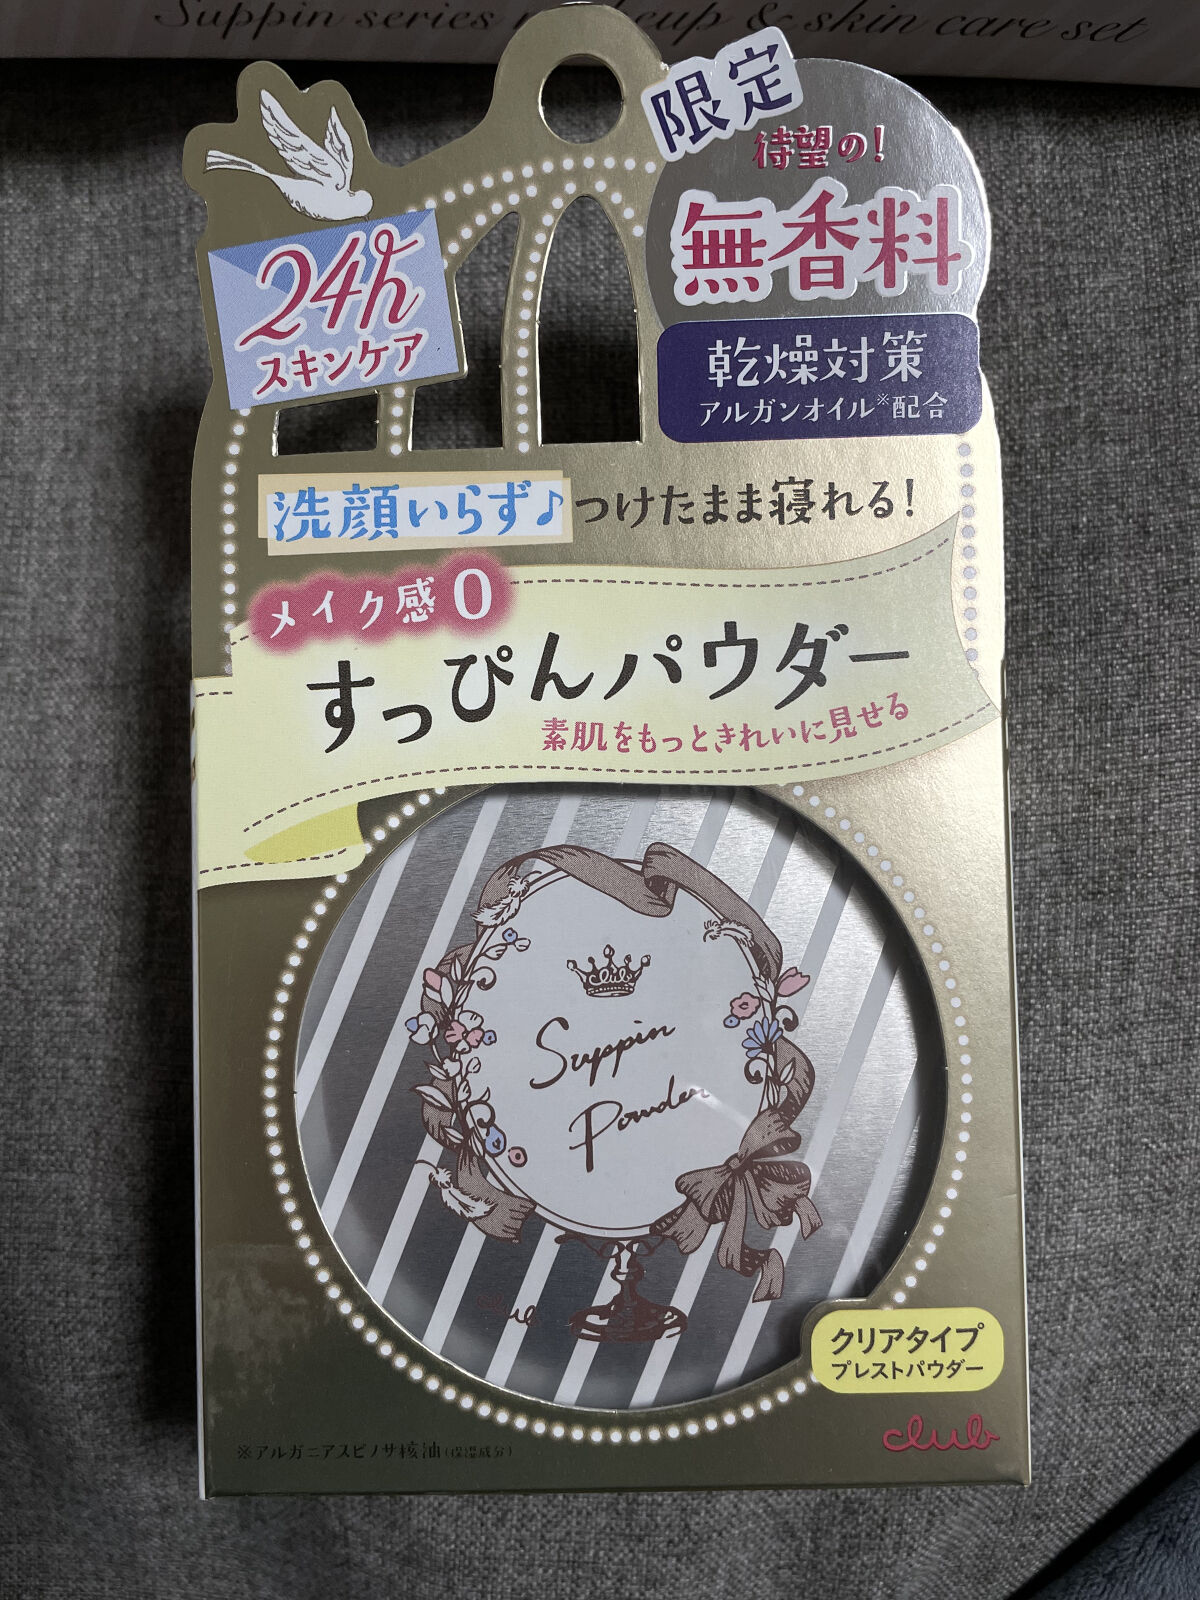 Suppin series makeup & skin care set
限定
待望の!
無香料
24h
スキンケア
乾燥対策
アルガンオイル※配合
洗顔いらず♪つけたまま寝れる!
メイク感0
すっぴんパウダー
素肌をもっときれいに見せる
club
Suppin
Powder
club
クリアタイプ
プレストパウダー
club
※アルガニアスピノサ核油(保湿成分)